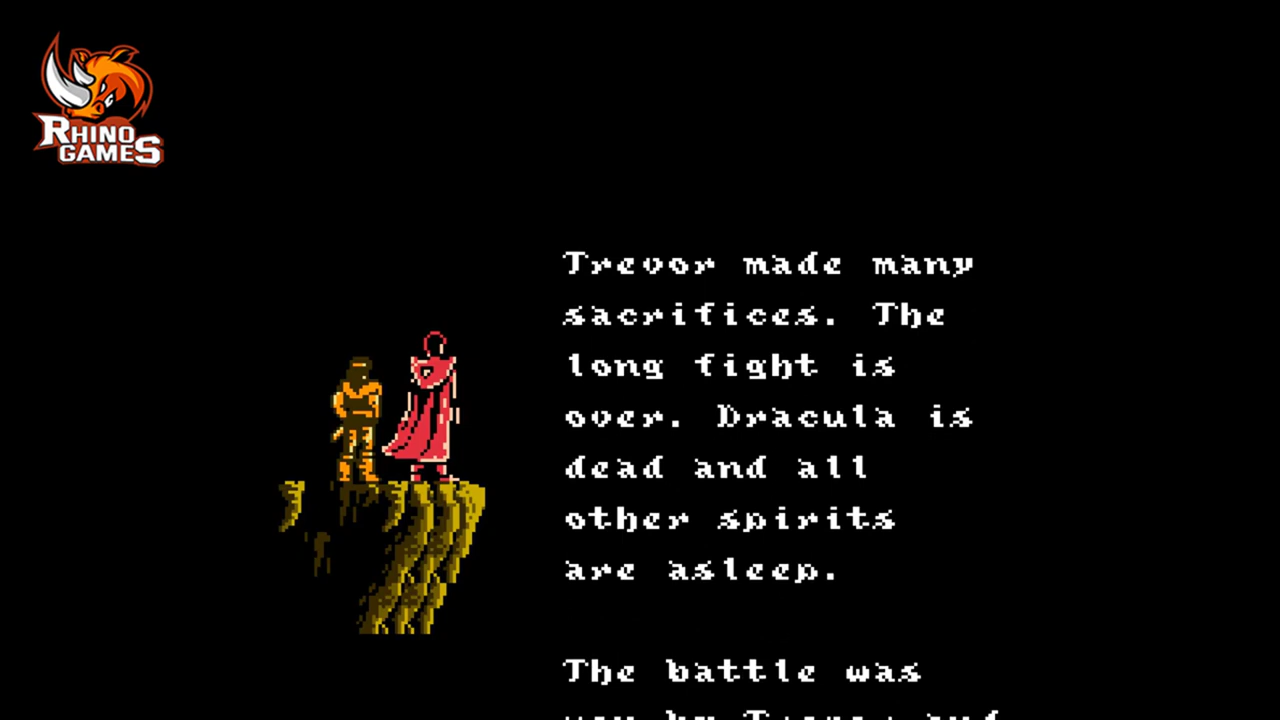 RHINO
GAMES
Trevor made many
sacrifices. The
long fight is
over. Dracula is
dead and all
other spirits
are asleep.
The battle was